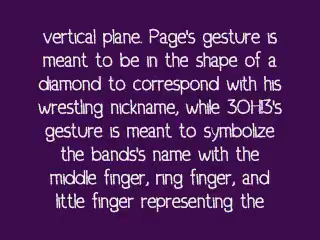 vertical plane. Page's gesture is
meant to be in the shape of a
diamond to correspond with his
wrestling nickname, while 3OH!3's
gesture is meant to symbolize
the bands's name with the
middle finger, ring finger, and
little finger representing the